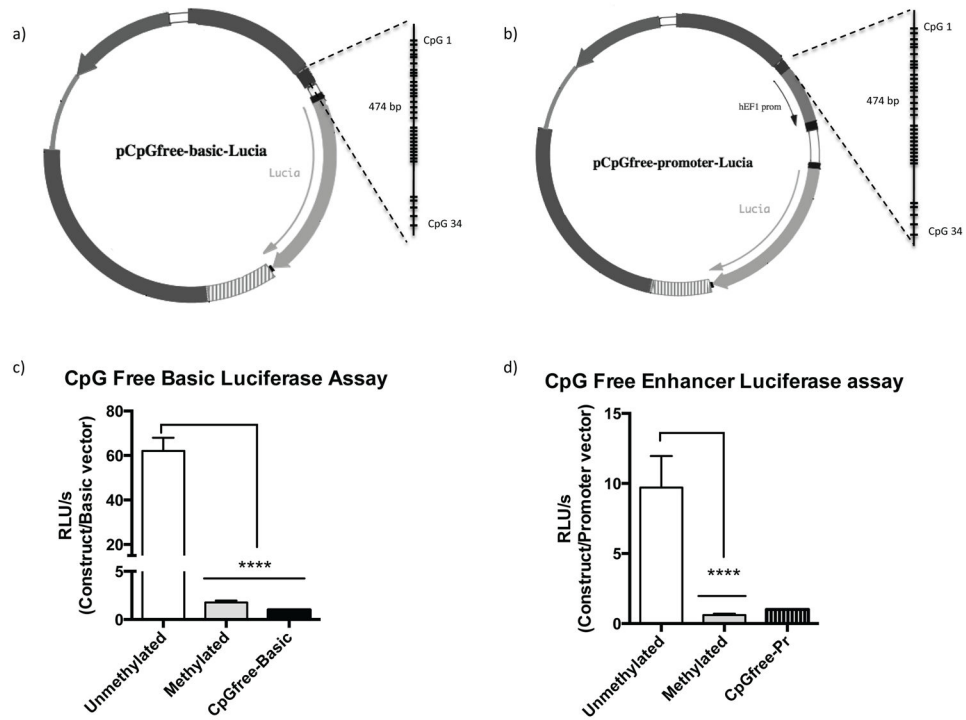 a)
CpG 1
474 bp
pCpGfree-basic-Lucia
Lucia
CpG 34
b)
CpG 1
hEF1 prom
474 bp
pCpGfree-promoter-Lucia
Lucia
CpG 34
c)
CpG Free Basic Luciferase Assay
RLU/s
(Construct/Basic vector)
80
60
40
20
5
0
****
Unmethylated
Methylated
CpGfree-Basic
d)
CpG Free Enhancer Luciferase assay
RLU/s
(Construct/Promoter vector)
15
10
5
0
****
Unmethylated
Methylated
CpGfree-Pr